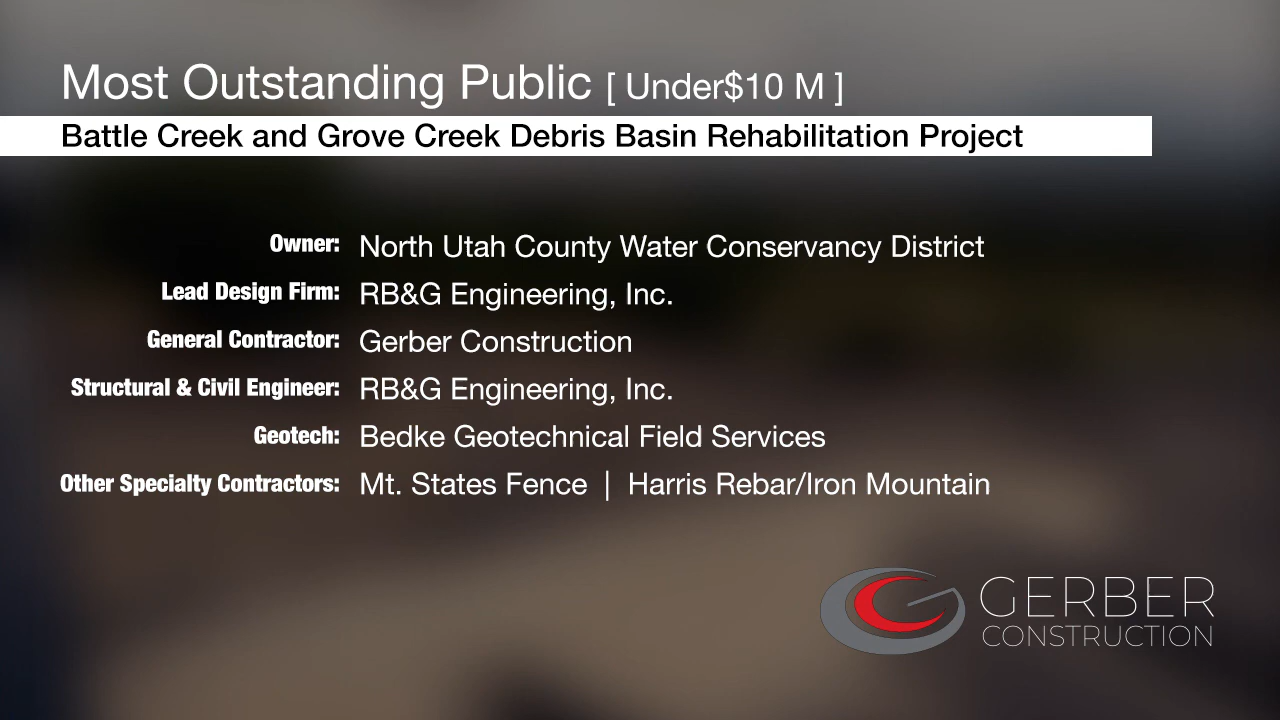 Most Outstanding Public [ Under$10 M ]
Battle Creek and Grove Creek Debris Basin Rehabilitation Project
Owner: North Utah County Water Conservancy District
Lead Design Firm: RB&G Engineering, Inc.
General Contractor: Gerber Construction
Structural & Civil Engineer: RB&G Engineering, Inc.
Geotech: Bedke Geotechnical Field Services
Other Specialty Contractors: Mt. States Fence | Harris Rebar/Iron Mountain
GERBER
CONSTRUCTION